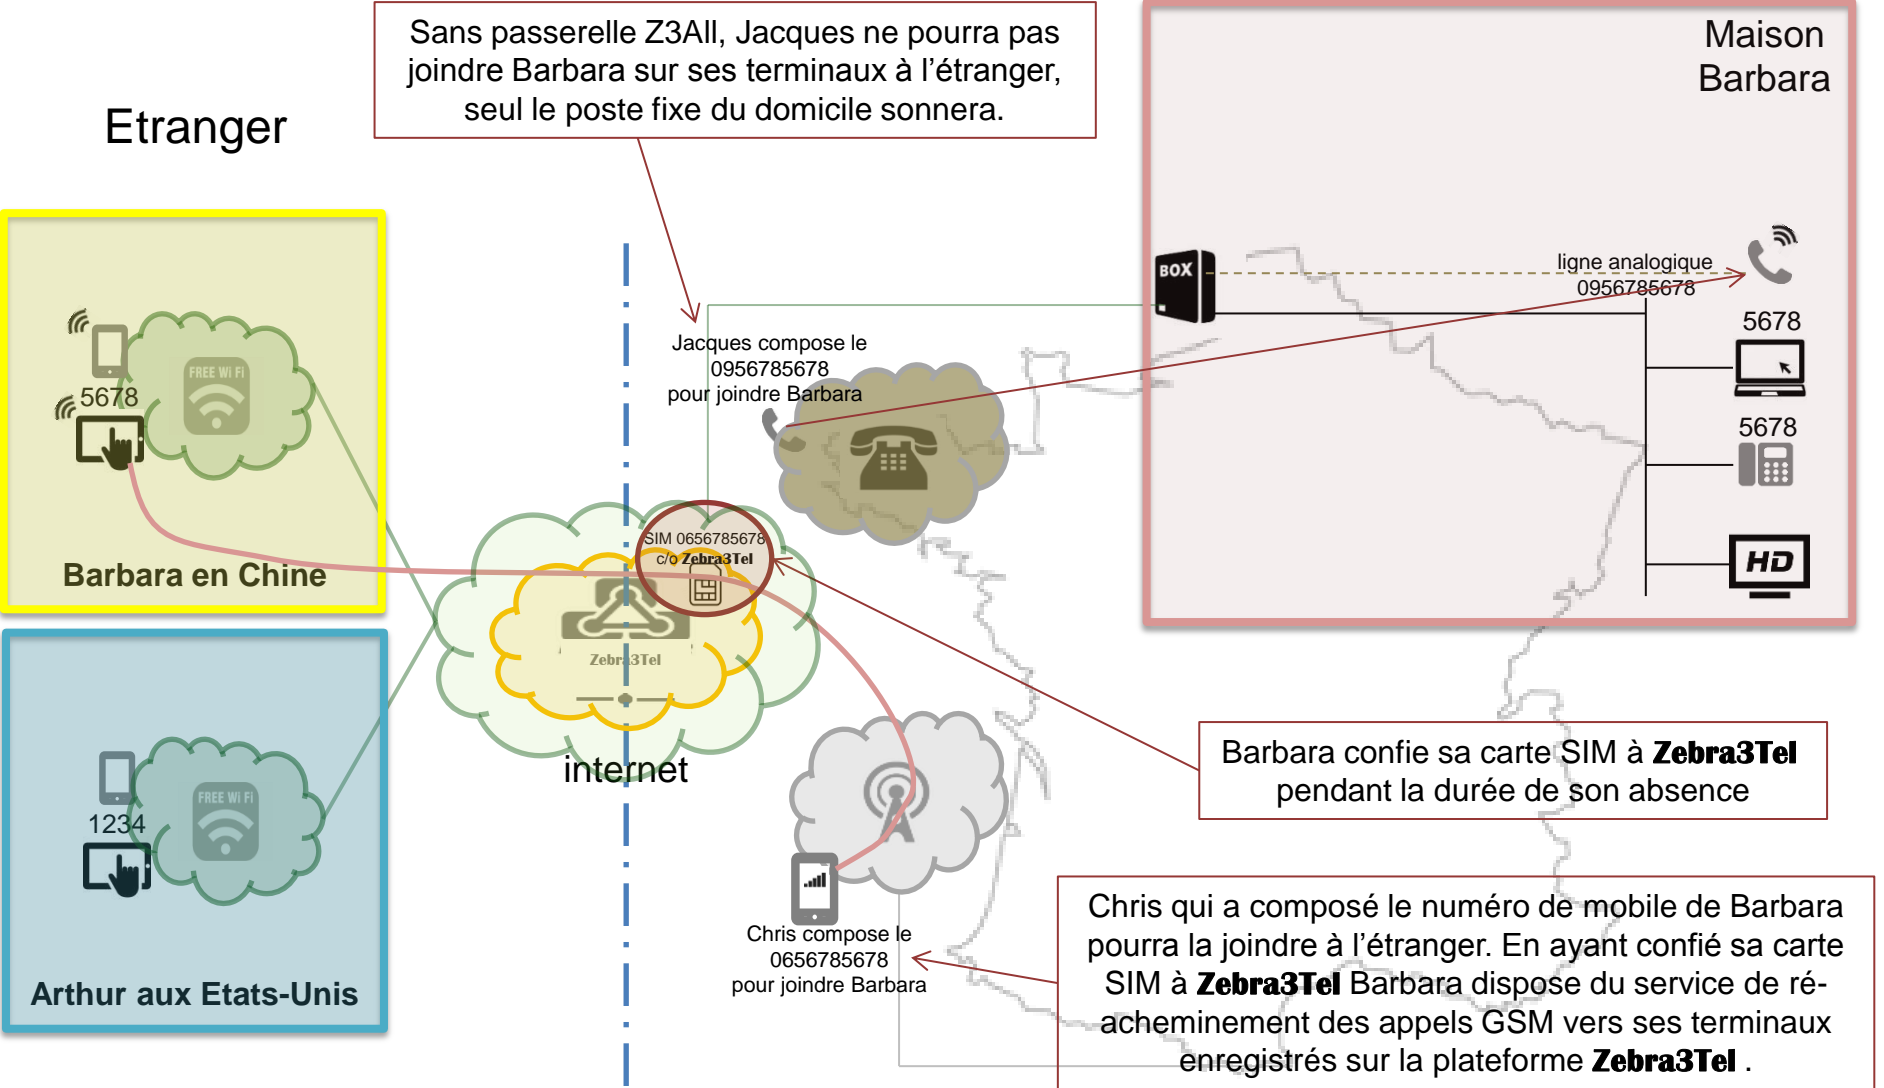 Sans passerelle Z3All, Jacques ne pourra pas
joindre Barbara sur ses terminaux à l'étranger,
seul le poste fixe du domicile sonnera.
Maison
Barbara
Etranger
BOX
ligne analogique
0956785678
5678
5678
HD
FREE Wi Fi
5678
Barbara en Chine
Jacques compose le
0956785678
pour joindre Barbara
SIM 0656785678
c/o Zebra3Tel
Zebra3Tel
internet
FREE Wi Fi
1234
Arthur aux Etats-Unis
Barbara confie sa carte SIM à Zebra3Tel
pendant la durée de son absence
Chris compose le
0656785678
pour joindre Barbara
Chris qui a composé le numéro de mobile de Barbara
pourra la joindre à l'étranger. En ayant confié sa carte
SIM à Zebra3Tel Barbara dispose du service de ré-
acheminement des appels GSM vers ses terminaux
enregistrés sur la plateforme Zebra3Tel .